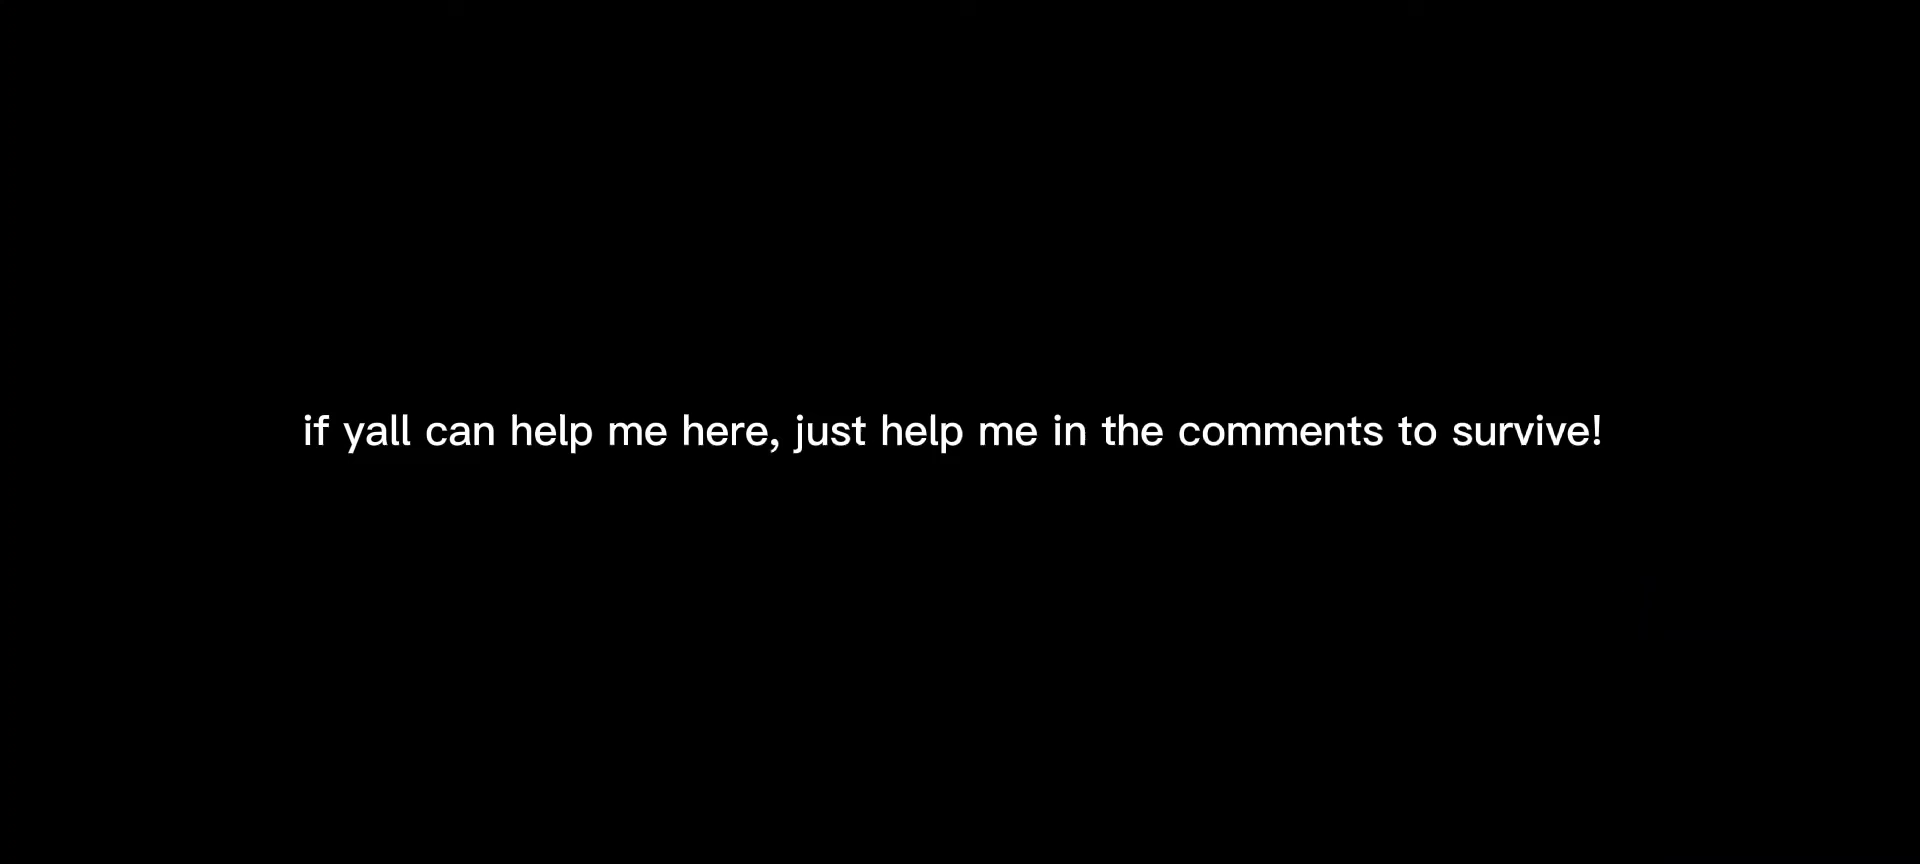 if yall can help me here, just help me in the comments to survive!